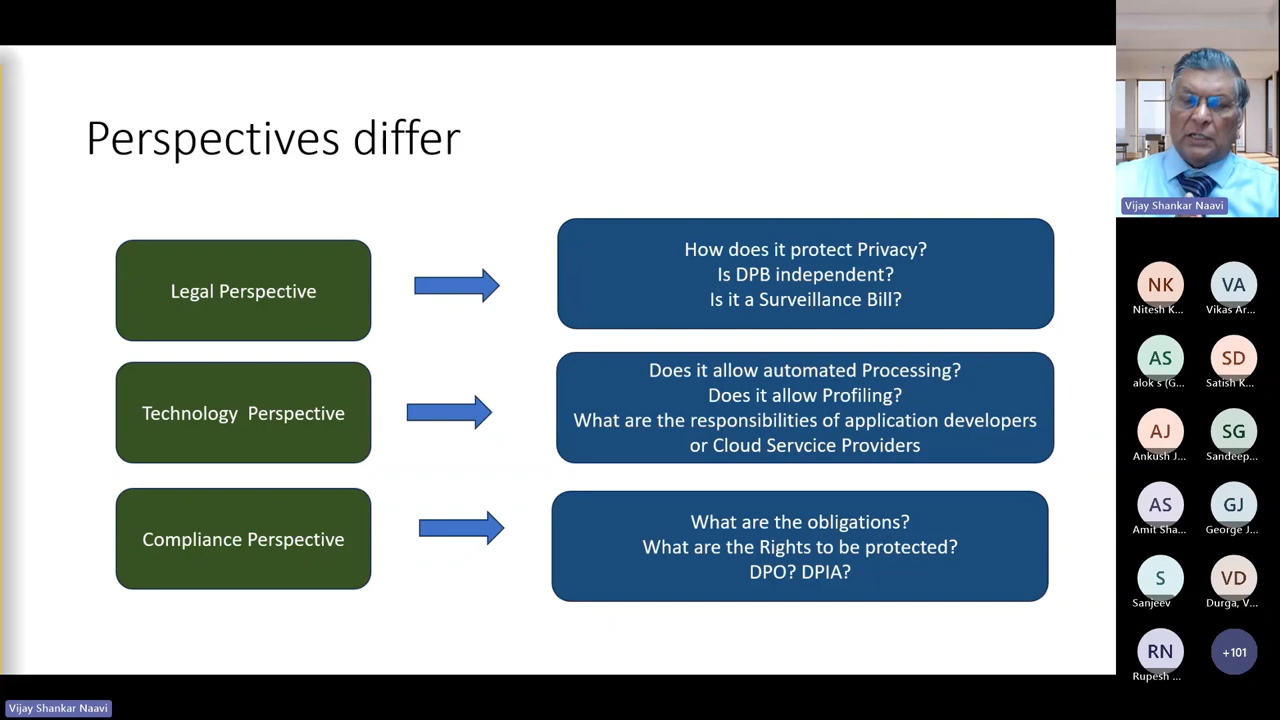 Perspectives differ
Legal Perspective
How does it protect Privacy?
Is DPB independent?
Is it a Surveillance Bill?
Technology Perspective
Does it allow automated Processing?
Does it allow Profiling?
What are the responsibilities of application developers
or Cloud Servcice Providers
Compliance Perspective
What are the obligations?
What are the Rights to be protected?
DPO? DPIA?
Vijay Shankar Naavi
NK
VA
Nitesh K...
Vikas Ar...
AS
SD
alok s (G...
Satish K...
AJ
SG
Ankush J...
Sandeep...
AS
GJ
Amit Sha...
George J...
S
VD
Sanjeev
Durga, V...
RN
+101
Rupesh ...
Vijay Shankar Naavi